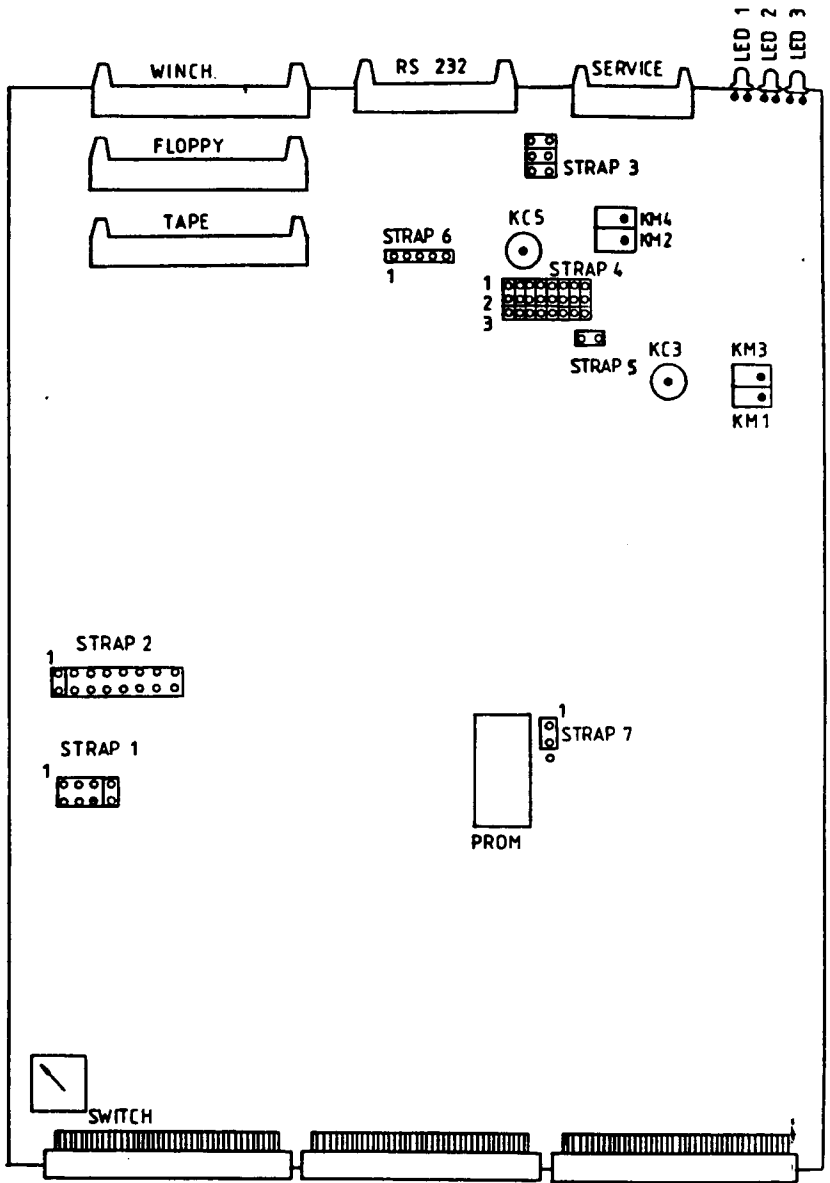 LED 1
LED 2
LED 3
WINCH.
RS 232
SERVICE
FLOPPY
STRAP 3
TAPE
STRAP 6
1
KC5
KM4
KM2
STRAP 4
1
2
3
STRAP 5
KC3
KM3
KM1
STRAP 2
1
STRAP 1
1
1
STRAP 7
PROM
SWITCH